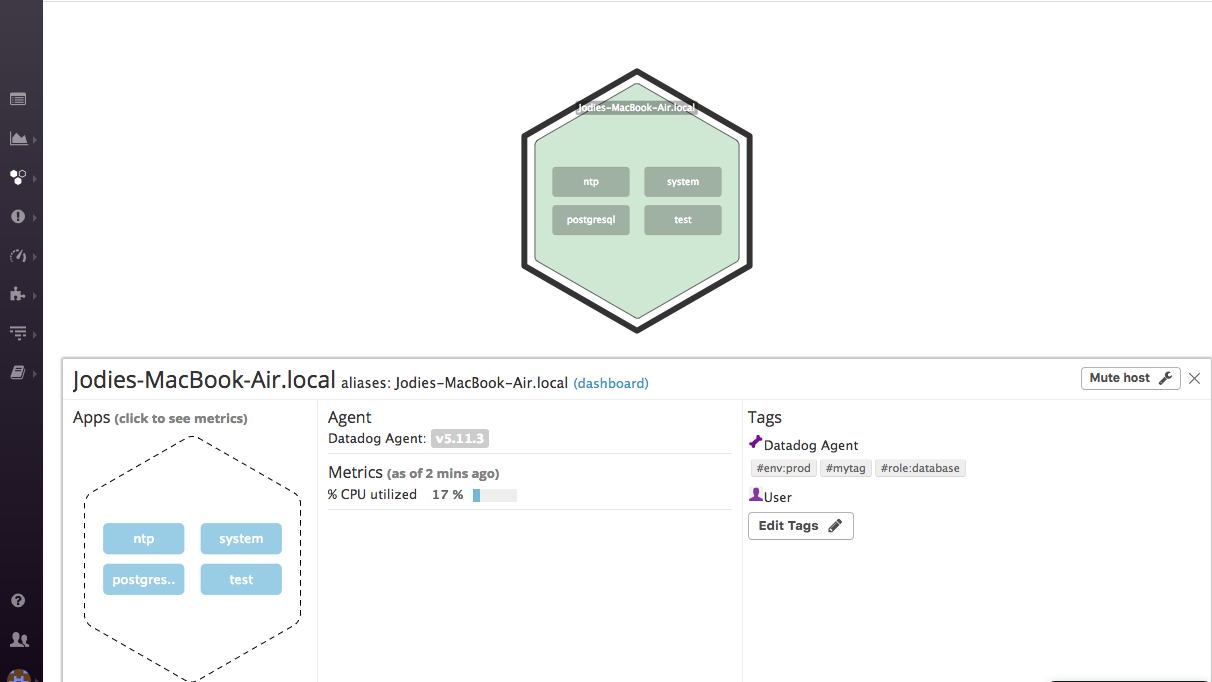 Jodies-MacBook-Air.local
ntp
system
postgresql
test
Jodies-MacBook-Air.local aliases: Jodies-MacBook-Air.local (dashboard)
Mute host
Apps (click to see metrics)
ntp
system
postgres..
test
Agent
Datadog Agent: v5.11.3
Metrics (as of 2 mins ago)
% CPU utilized 17 %
Tags
Datadog Agent
#env:prod #mytag #role:database
User
Edit Tags